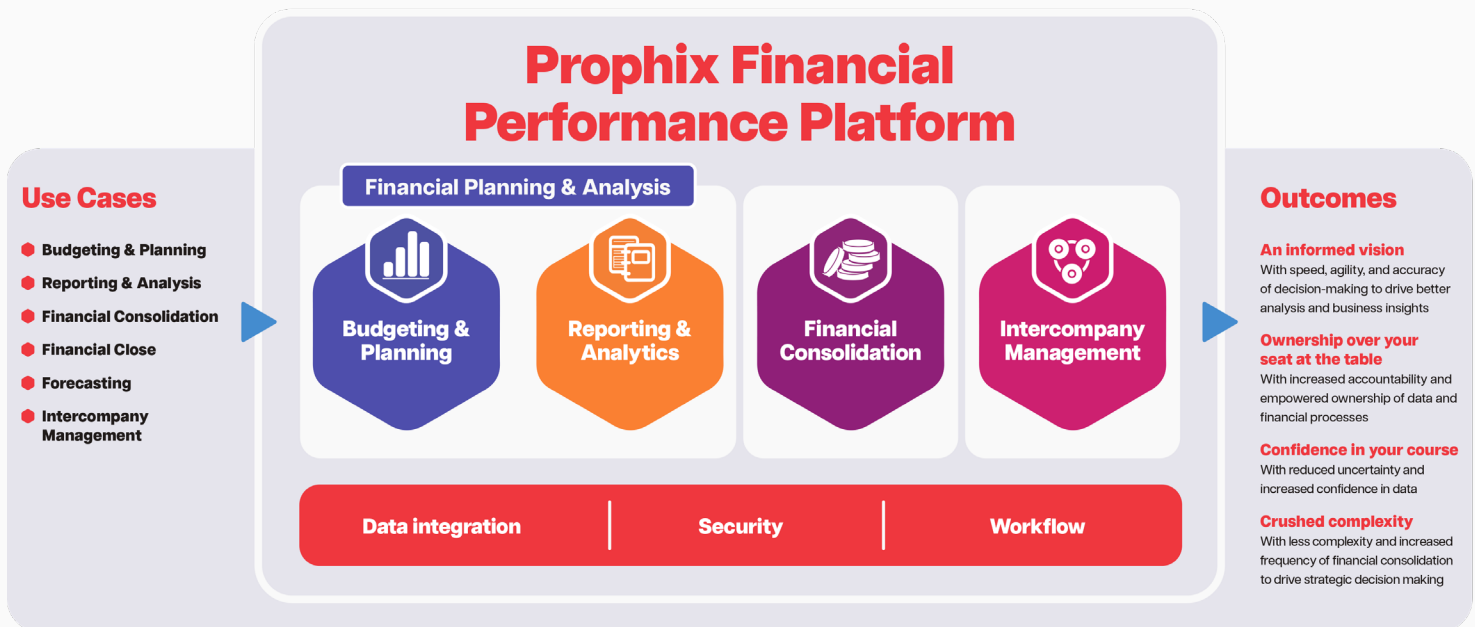 Prophix Financial
Performance Platform
Use Cases
Budgeting & Planning
Reporting & Analysis
Financial Consolidation
Financial Close
Forecasting
Intercompany
Management
Financial Planning & Analysis
Budgeting &
Planning
Reporting &
Analytics
Financial
Consolidation
Intercompany
Management
Data integration
Security
Workflow
Outcomes
An informed vision
With speed, agility, and accuracy
of decision-making to drive better
analysis and business insights
Ownership over your
seat at the table
With increased accountability and
empowered ownership of data and
financial processes
Confidence in your course
With reduced uncertainty and
increased confidence in data
Crushed complexity
With less complexity and increased
frequency of financial consolidation
to drive strategic decision making